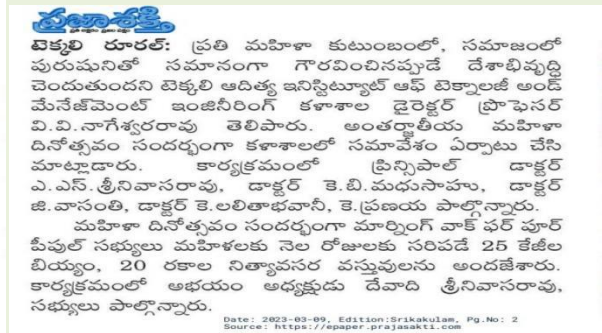 ప్రజాశక్తి
టెక్కలి రూరల్: ప్రతి మహిళా కుటుంబంలో, సమాజంలో
పురుషునితో సమానంగా గౌరవించినప్పుడే దేశాభివృద్ధి
చెందుతుందని టెక్కలి ఆదిత్య ఇనిస్టిట్యూట్ ఆఫ్ టెక్నాలజీ అండ్
మేనేజ్‌మెంట్ ఇంజినీరింగ్ కళాశాల డైరెక్టర్ ప్రొఫెసర్
వి.వి.నాగేశ్వరరావు తెలిపారు. అంతర్జాతీయ మహిళా
దినోత్సవం సందర్భంగా కళాశాలలో సమావేశం ఏర్పాటు చేసి
మాట్లాడారు. కార్యక్రమంలో ప్రిన్సిపాల్ డాక్టర్
ఎ.ఎస్.శ్రీనివాసరావు, డాక్టర్ కె.బి.మధుసాహు, డాక్టర్
జి.వాసంతి, డాక్టర్ కె.లలితాభవానీ, కె.ప్రణయ పాల్గొన్నారు.
మహిళా దినోత్సవం సందర్భంగా మార్నింగ్ వాక్ ఫర్ పూర్
పీపుల్ సభ్యులు మహిళలకు నెల రోజులకు సరిపడే 25 కేజీల
బియ్యం, 20 రకాల నిత్యావసర వస్తువులను అందజేశారు.
కార్యక్రమంలో అభయం అధ్యక్షుడు దేవాది శ్రీనివాసరావు,
సభ్యులు పాల్గొన్నారు.
Date: 2023-03-09, Edition:Srikakulam, Pg.No: 2
Source: https://epaper.prajasakti.com